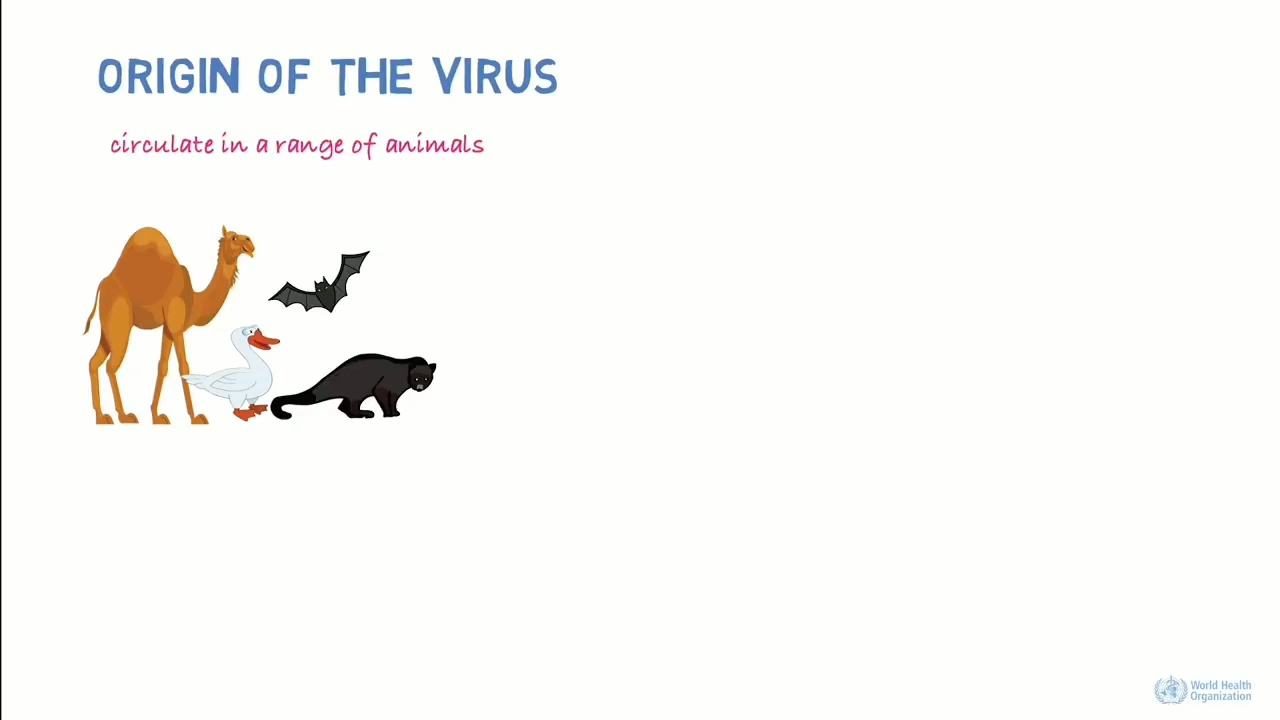 ORIGIN OF THE VIRUS
circulate in a range of animals
World Health
Organization